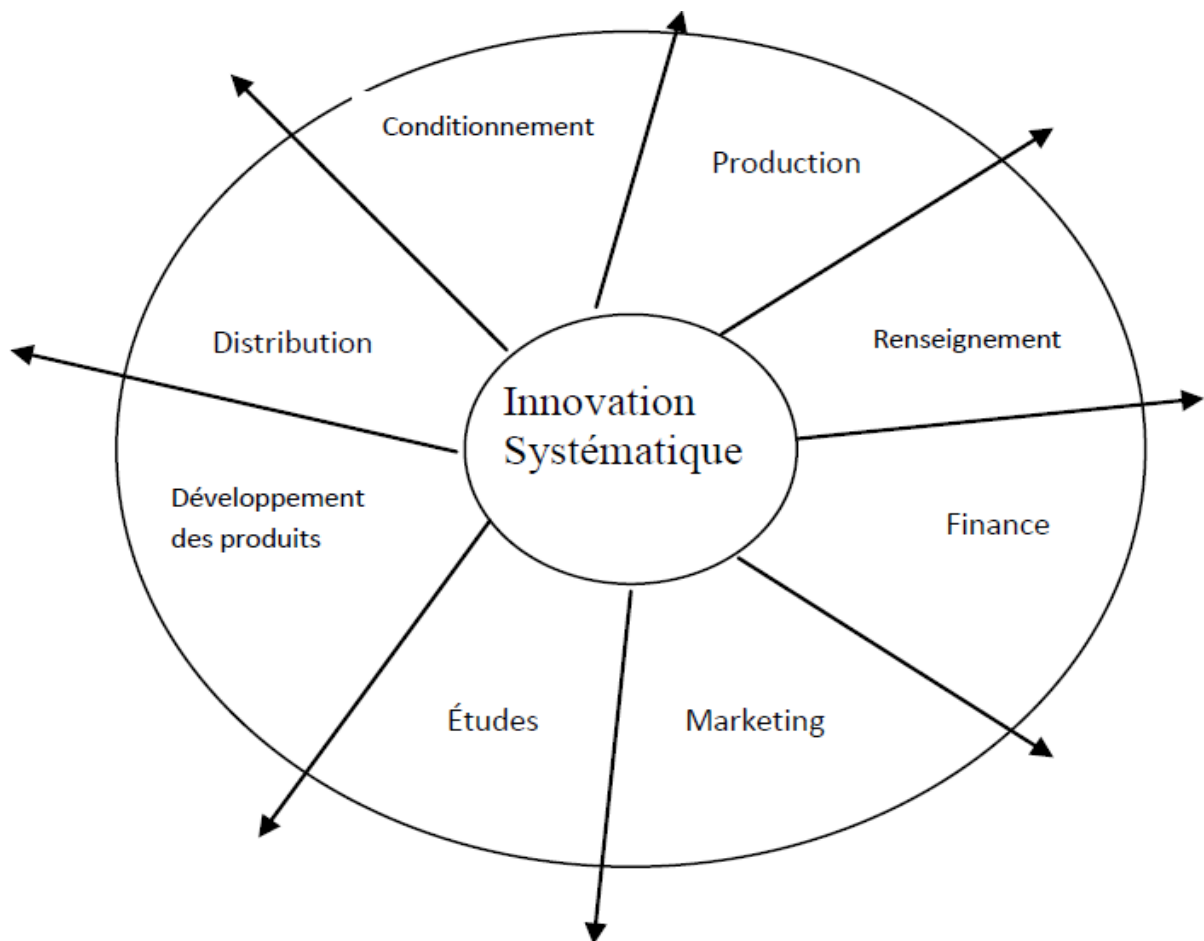 Conditionnement
Production
Distribution
Renseignement
Innovation
Systématique
Développement
des produits
Finance
Études
Marketing